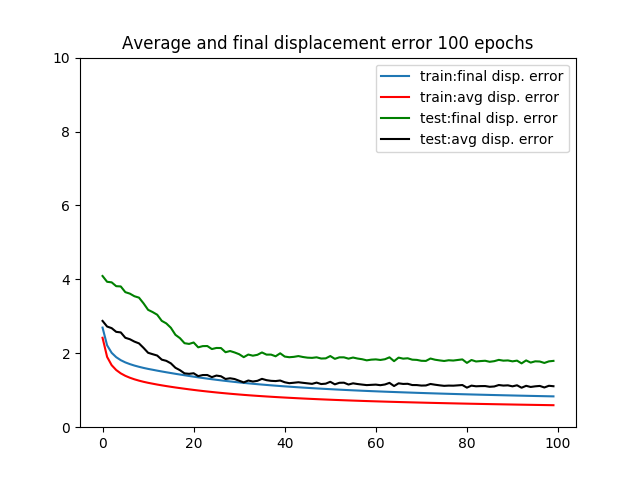 Average and final displacement error 100 epochs
10
8
6
4
2
0
train:final disp. error
train:avg disp. error
test:final disp. error
test:avg disp. error
0 20 40 60 80 100